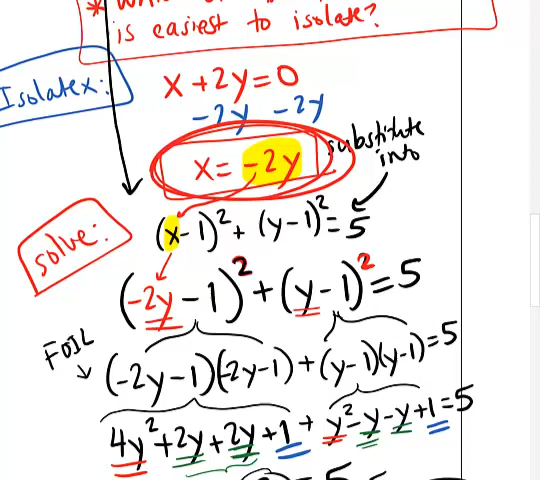 is easiest to isolate?
Isolate x:
x + 2y = 0
-2y -2y
x = -2y
substitute into
(x-1)² + (y-1)² = 5
solve:
(-2y-1)² + (y-1)² = 5
FOIL
(-2y-1)(-2y-1) + (y-1)(y-1) = 5
4y² + 2y + 2y + 1 + y² - y - y + 1 = 5